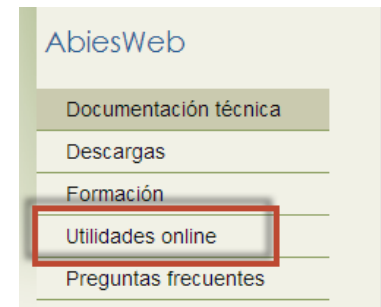 AbiesWeb
Documentación técnica
Descargas
Formación
Utilidades online
Preguntas frecuentes